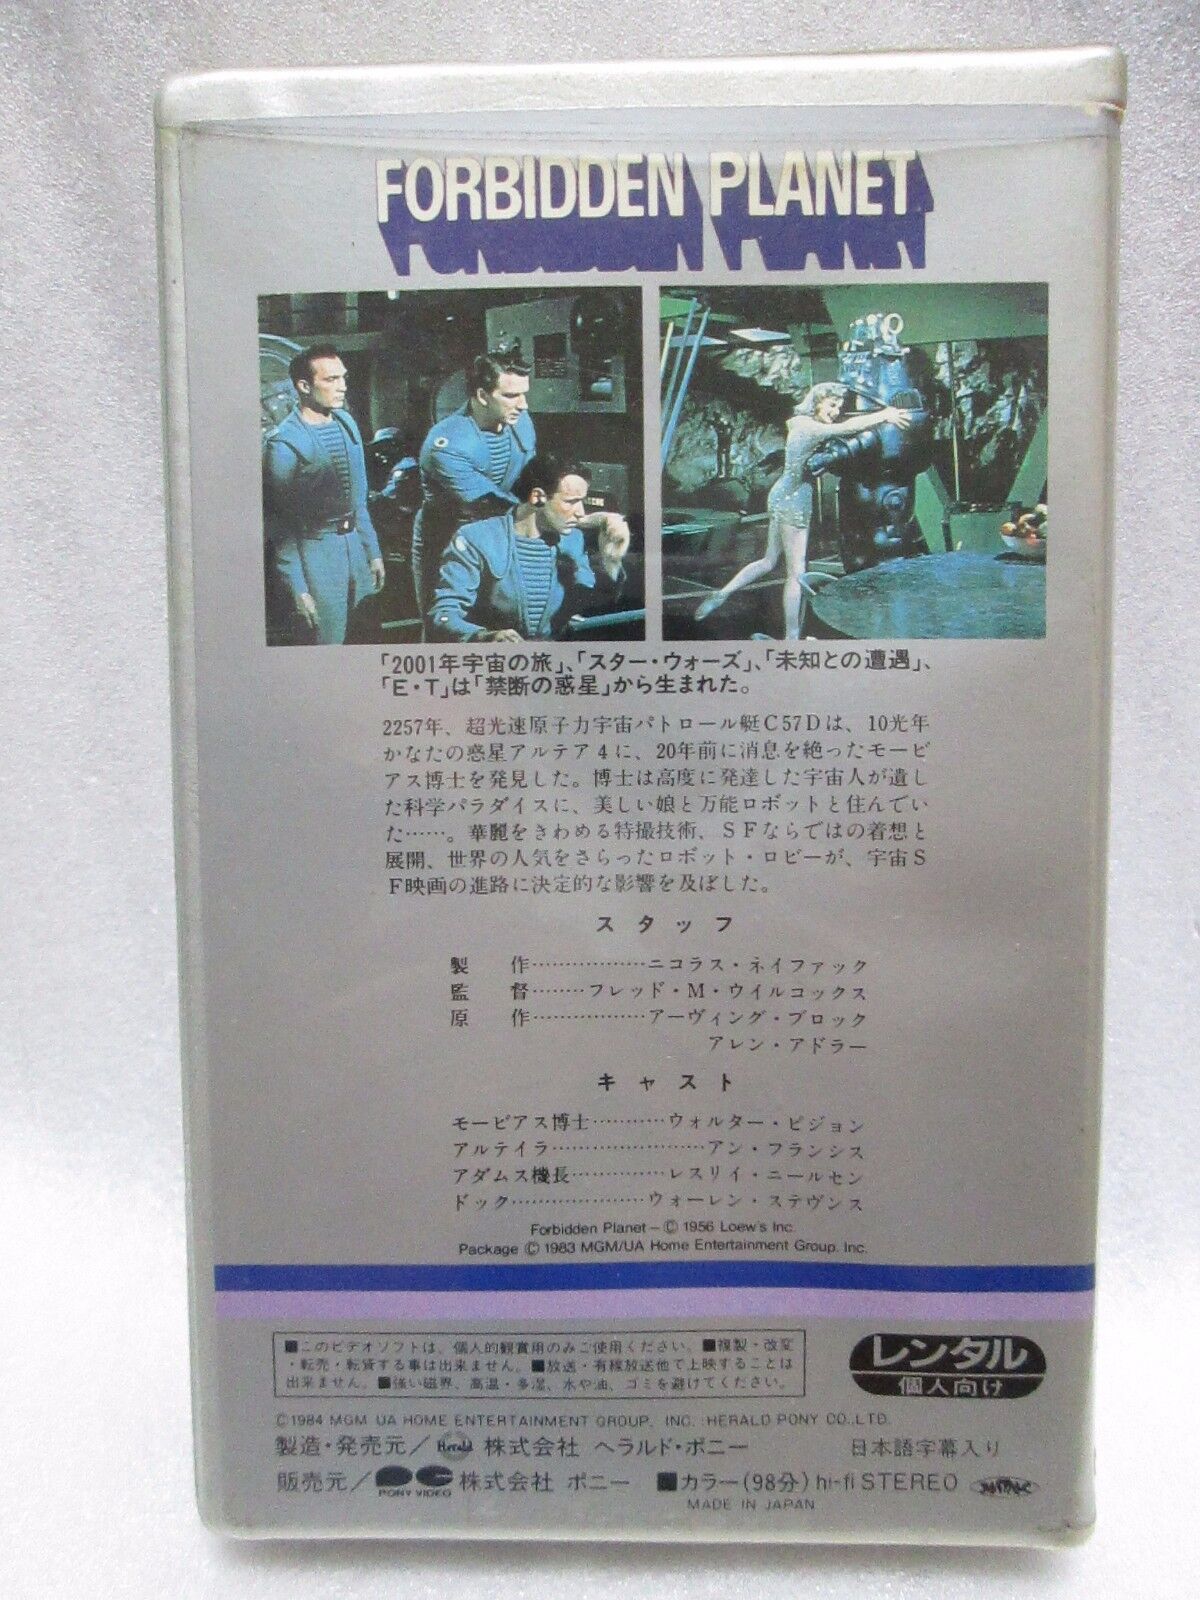 FORBIDDEN PLANET
「2001年宇宙の旅」、「スター・ウォーズ」、「未知との遭遇」、
「E・T」は「禁断の惑星」から生まれた。
2257年、超光速原子力宇宙パトロール艇C57Dは、10光年
かなたの惑星アルテア4に、20年前に消息を絶ったモービ
アス博士を発見した。博士は高度に発達した宇宙人が遺し
た科学パラダイスに、美しい娘と万能ロボットと住んでい
た……。華麗をきわめる特撮技術、SFならではの着想と
展開、世界の人気をさらったロボット・ロビーが、宇宙S
F映画の進路に決定的な影響を及ぼした。
スタッフ
製作………………ニコラス・ネイファック
監督………フレッド・M・ウイルコックス
原作………………アーヴィング・ブロック
アレン・アドラー
キャスト
モービアス博士…………ウォルター・ピジョン
アルテイラ……………………アン・フランシス
アダムス機長……………レスリイ・ニールセン
ドック…………………ウォーレン・ステヴンス
Forbidden Planet – © 1956 Loew's Inc.
Package © 1983 MGM/UA Home Entertainment Group. Inc.
■このビデオソフトは、個人的観賞用のみご使用ください。■複製・改変
・転売・転貸する事は出来ません。■放送・有線放送他で上映することは
出来ません。■強い磁界、高温・多湿、水や油、ゴミを避けてください。
レンタル
個人向け
©1984 MGM UA HOME ENTERTAINMENT GROUP. INC. HERALD PONY CO., LTD.
製造・発売元／Herald 株式会社 ヘラルド・ポニー 日本語字幕入り
販売元／PONY VIDEO 株式会社 ポニー ■カラー(98分) hi-fi STEREO
MADE IN JAPAN